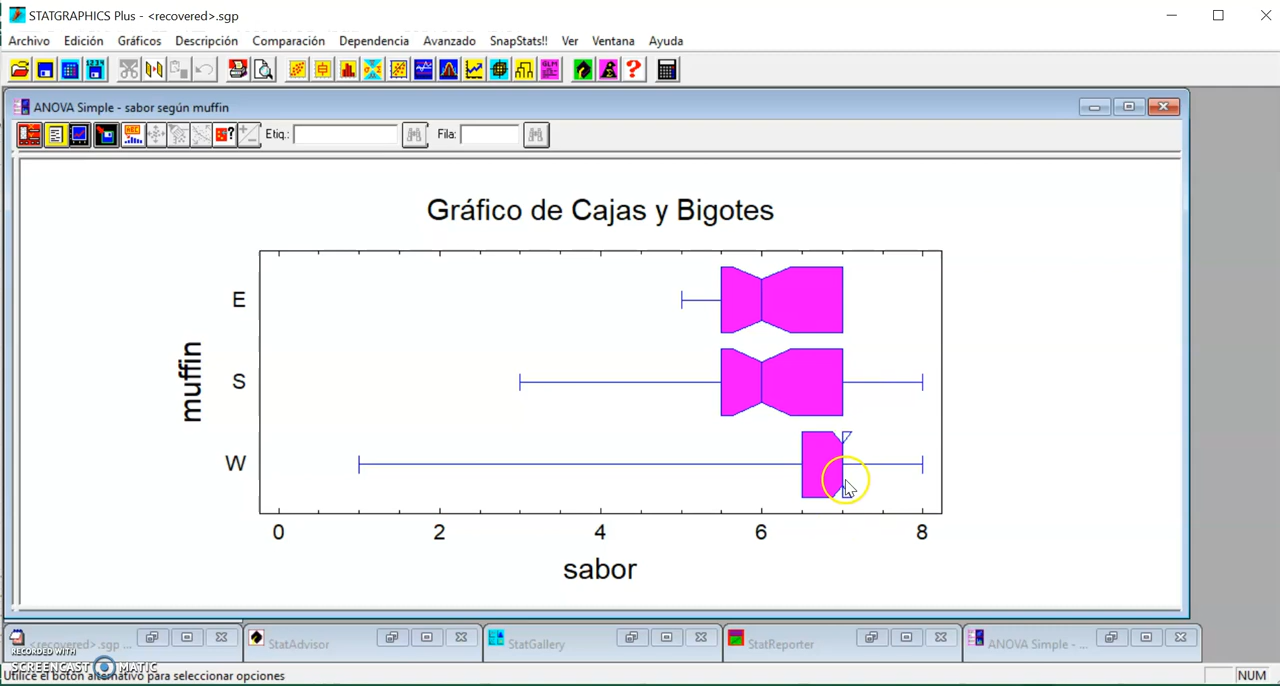 STATGRAPHICS Plus - <recovered>.sgp
Archivo Edición Gráficos Descripción Comparación Dependencia Avanzado SnapStats!! Ver Ventana Ayuda
ANOVA Simple - sabor según muffin
Etiq.: Fila:
Gráfico de Cajas y Bigotes
E
S
W
muffin
0 2 4 6 8
sabor
<recovered>.sgp ... StatAdvisor StatGallery StatReporter ANOVA Simple - ...
RECORDED WITH
SCREENCAST MATIC
Utilice el botón alternativo para seleccionar opciones NUM